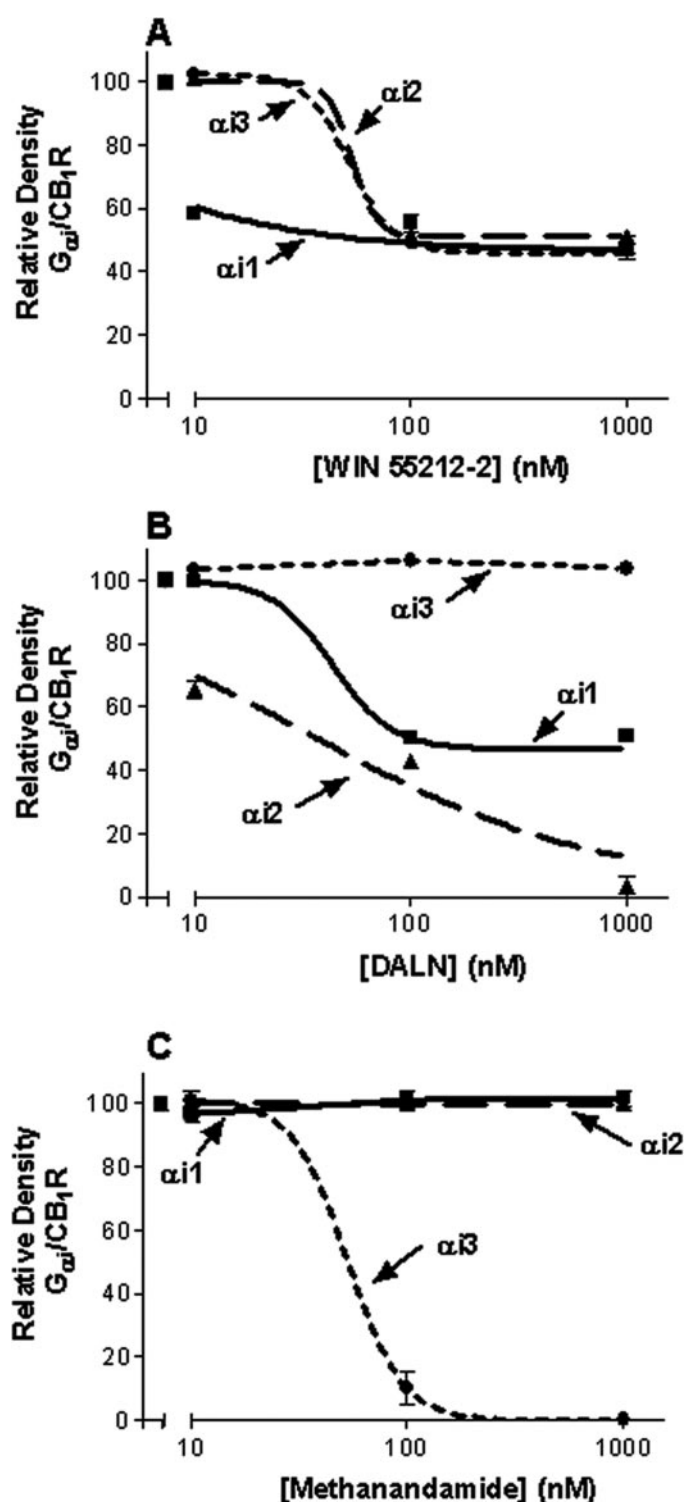 A
Relative Density
Gαi/CB1R
100
80
60
40
20
0
αi2
αi3
αi1
10
100
1000
[WIN 55212-2] (nM)
B
Relative Density
Gαi/CB1R
100
80
60
40
20
0
αi3
αi1
αi2
10
100
1000
[DALN] (nM)
C
Relative Density
Gαi/CB1R
100
80
60
40
20
0
αi1
αi2
αi3
10
100
1000
[Methanandamide] (nM)